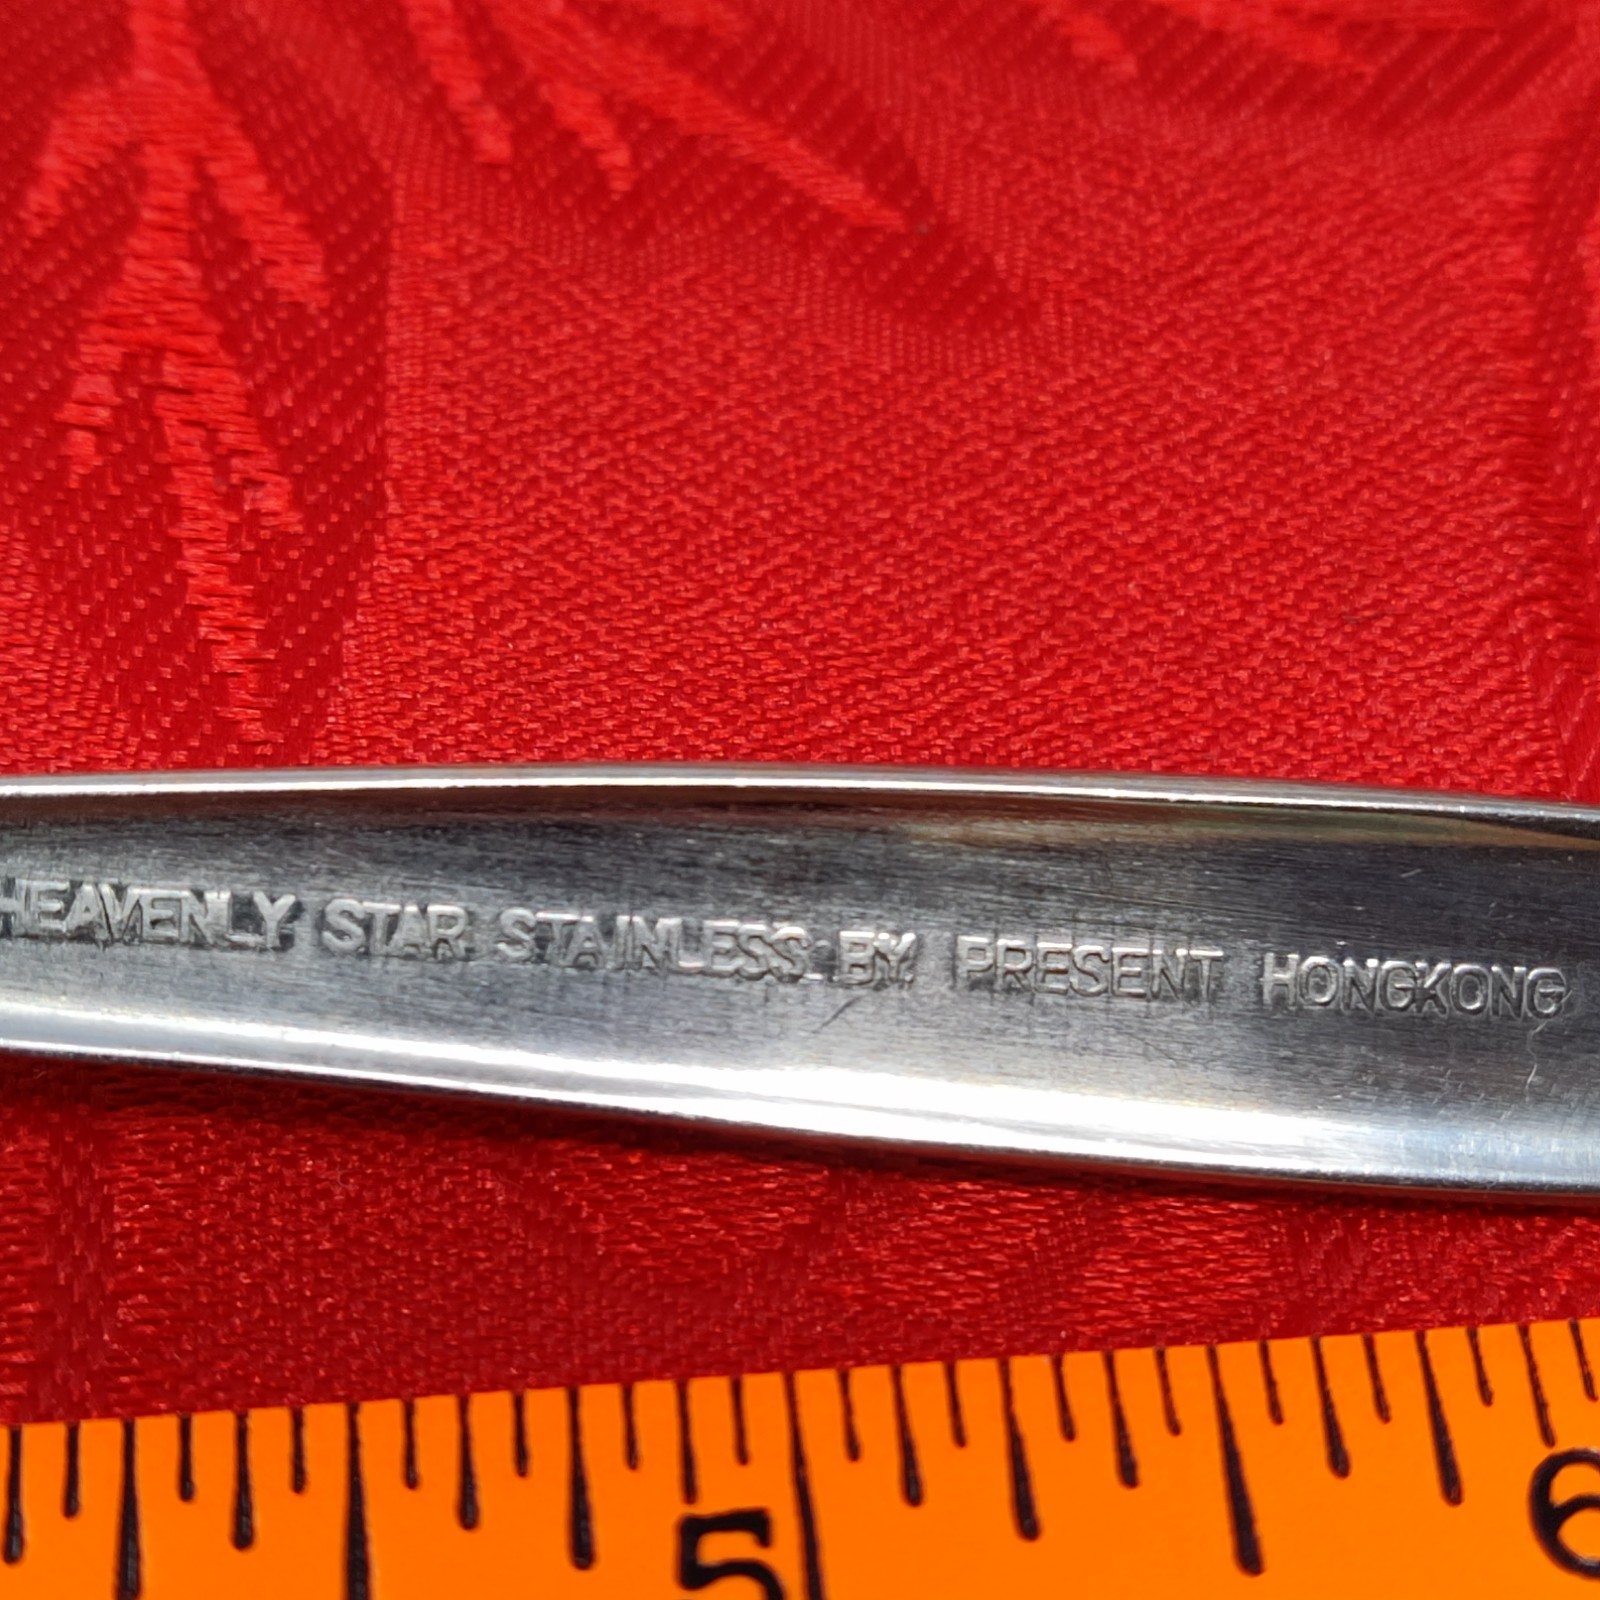 HEAVENLY STAR STAINLESS. BY. PRESENT HONGKONG
5 6